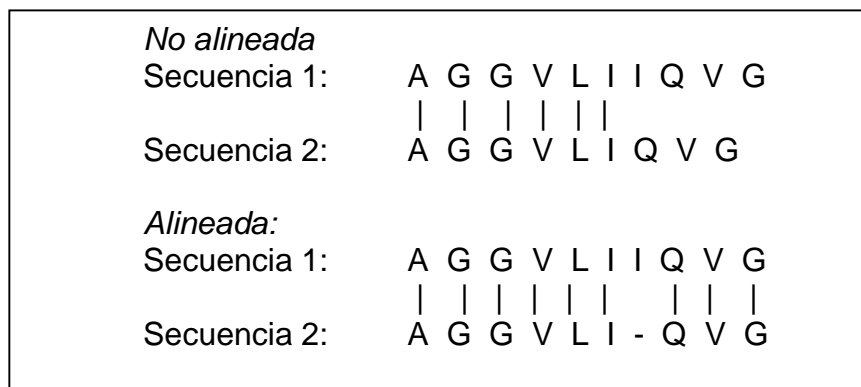 No alineada
Secuencia 1: A G G V L I I Q V G
| | | | | |
Secuencia 2: A G G V L I Q V G
Alineada:
Secuencia 1: A G G V L I I Q V G
| | | | | | | | |
Secuencia 2: A G G V L I - Q V G